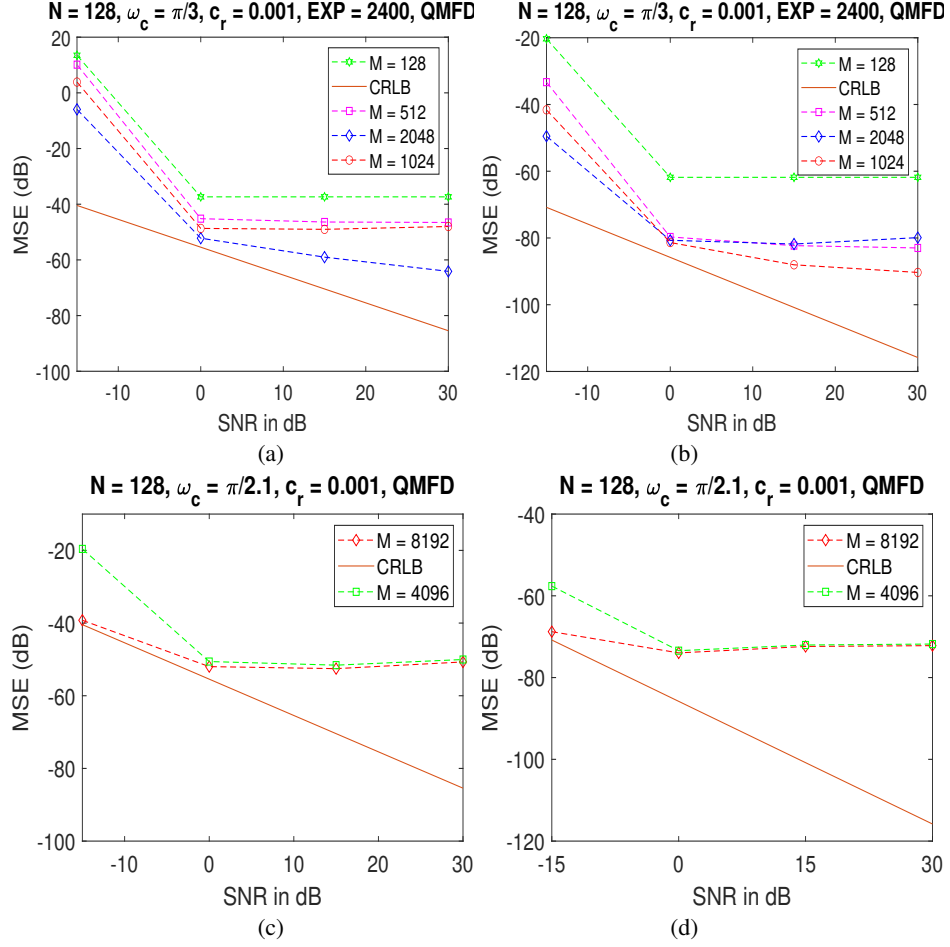 N = 128, ω_c = π/3, c_r = 0.001, EXP = 2400, QMFD
20
0
-20
-40
-60
-80
-100
MSE (dB)
M = 128
CRLB
M = 512
M = 2048
M = 1024
-10
0
10
20
30
SNR in dB
(a)
N = 128, ω_c = π/3, c_r = 0.001, EXP = 2400, QMFD
-20
-40
-60
-80
-100
-120
MSE (dB)
M = 128
CRLB
M = 512
M = 2048
M = 1024
-10
0
10
20
30
SNR in dB
(b)
N = 128, ω_c = π/2.1, c_r = 0.001, QMFD
-20
-40
-60
-80
-100
MSE (dB)
M = 8192
CRLB
M = 4096
-10
0
10
20
30
SNR in dB
(c)
N = 128, ω_c = π/2.1, c_r = 0.001, QMFD
-40
-60
-80
-100
-120
MSE (dB)
M = 8192
CRLB
M = 4096
-15
0
15
30
SNR in dB
(d)